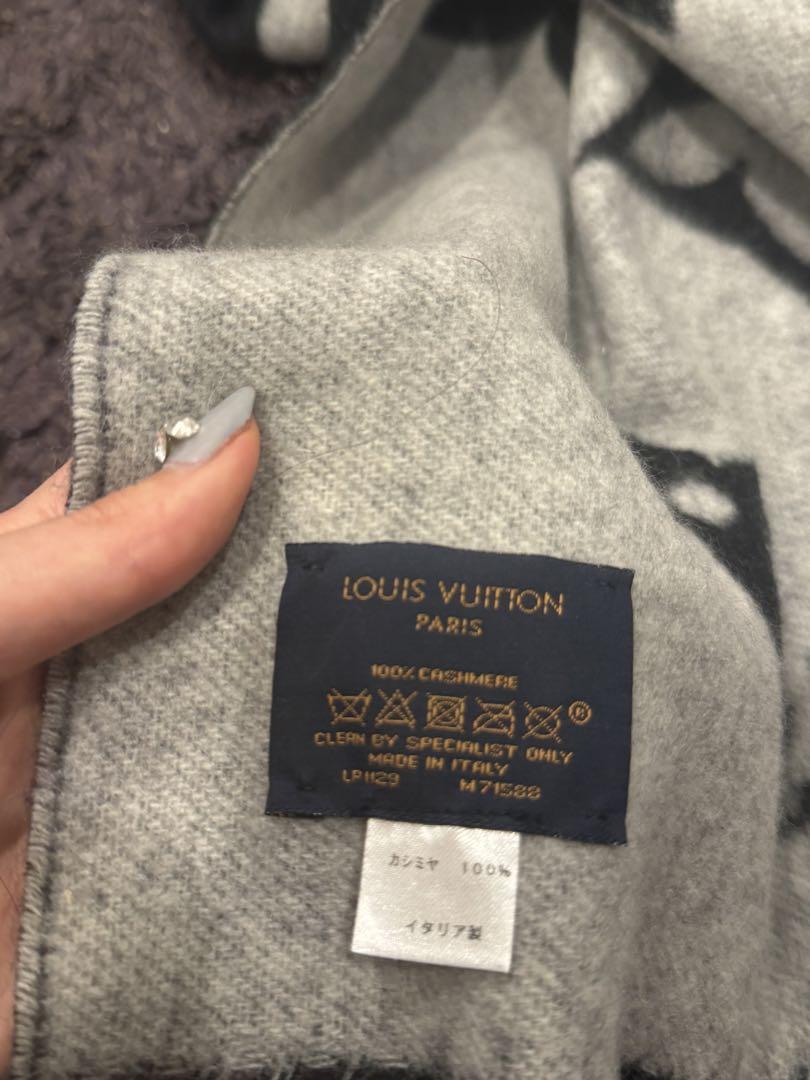 LOUIS VUITTON
PARIS
100% CASHMERE
CLEAN BY SPECIALIST ONLY
MADE IN ITALY
LP1129 M71588
カシミヤ 100%
イタリア製